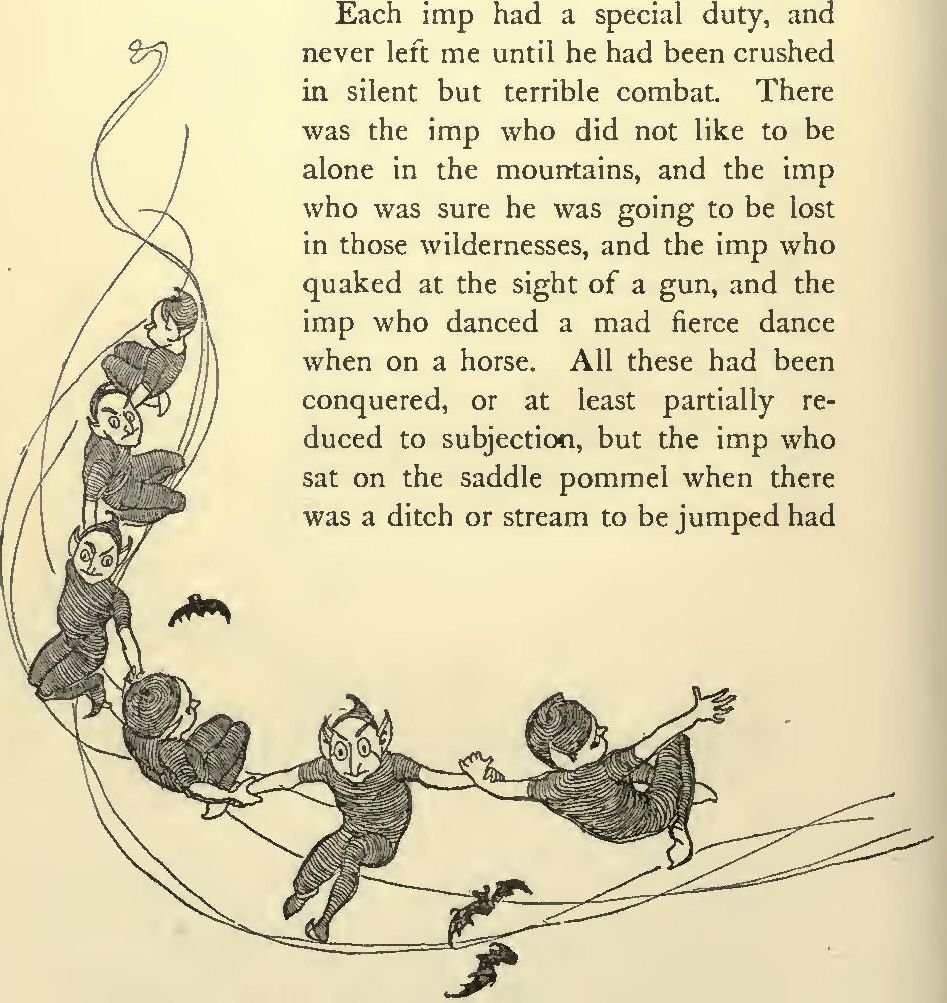 Each imp had a special duty, and
never left me until he had been crushed
in silent but terrible combat. There
was the imp who did not like to be
alone in the mountains, and the imp
who was sure he was going to be lost
in those wildernesses, and the imp who
quaked at the sight of a gun, and the
imp who danced a mad fierce dance
when on a horse. All these had been
conquered, or at least partially re-
duced to subjection, but the imp who
sat on the saddle pommel when there
was a ditch or stream to be jumped had